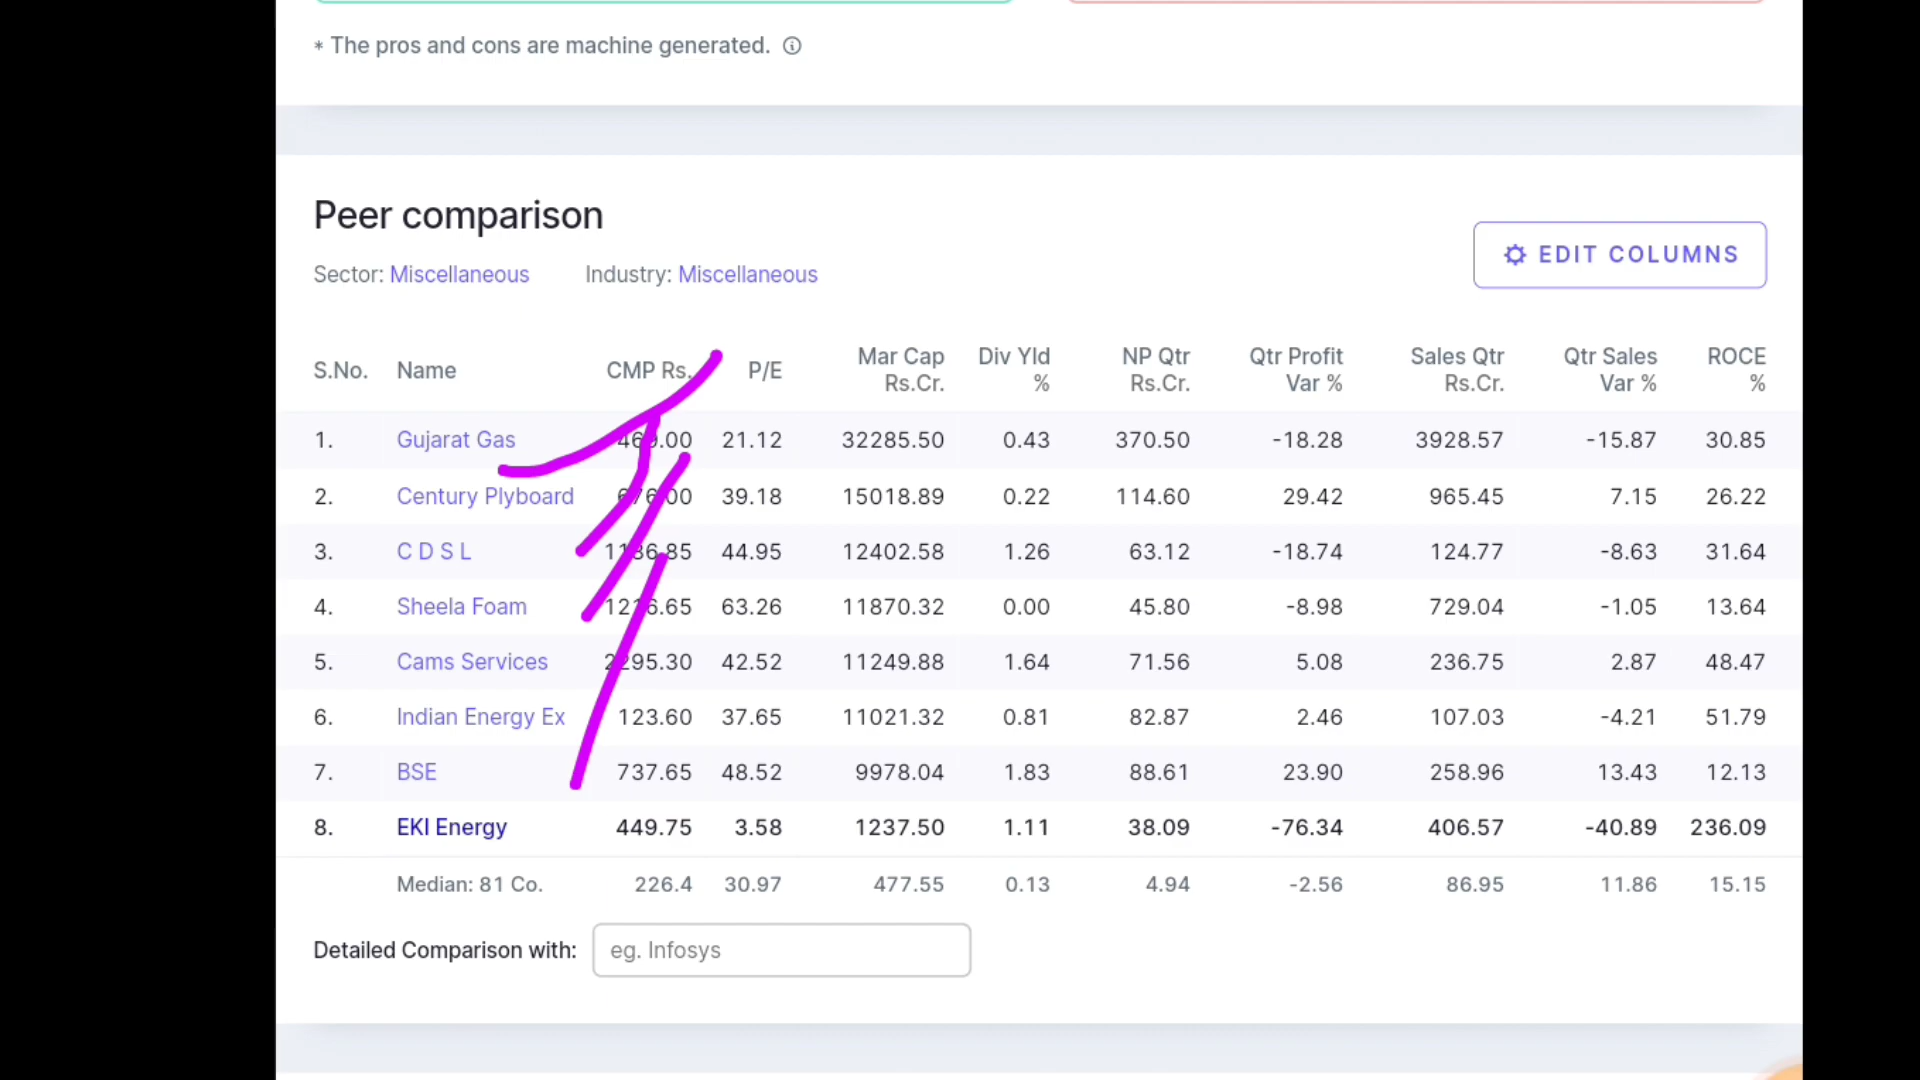 * The pros and cons are machine generated.
Peer comparison
Sector: Miscellaneous Industry: Miscellaneous
EDIT COLUMNS
S.No. Name CMP Rs. P/E Mar Cap Rs.Cr. Div Yld % NP Qtr Rs.Cr. Qtr Profit Var % Sales Qtr Rs.Cr. Qtr Sales Var % ROCE %
1. Gujarat Gas 21.12 32285.50 0.43 370.50 -18.28 3928.57 -15.87 30.85
2. Century Plyboard 676.00 39.18 15018.89 0.22 114.60 29.42 965.45 7.15 26.22
3. C D S L 1186.85 44.95 12402.58 1.26 63.12 -18.74 124.77 -8.63 31.64
4. Sheela Foam 63.26 11870.32 0.00 45.80 -8.98 729.04 -1.05 13.64
5. Cams Services 2295.30 42.52 11249.88 1.64 71.56 5.08 236.75 2.87 48.47
6. Indian Energy Ex 123.60 37.65 11021.32 0.81 82.87 2.46 107.03 -4.21 51.79
7. BSE 737.65 48.52 9978.04 1.83 88.61 23.90 258.96 13.43 12.13
8. EKI Energy 449.75 3.58 1237.50 1.11 38.09 -76.34 406.57 -40.89 236.09
Median: 81 Co. 226.4 30.97 477.55 0.13 4.94 -2.56 86.95 11.86 15.15
Detailed Comparison with: eg. Infosys